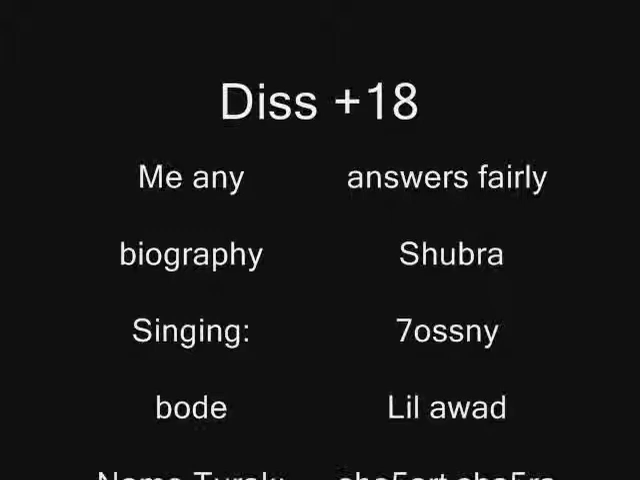 Diss +18
Me any answers fairly
biography Shubra
Singing: 7ossny
bode Lil awad